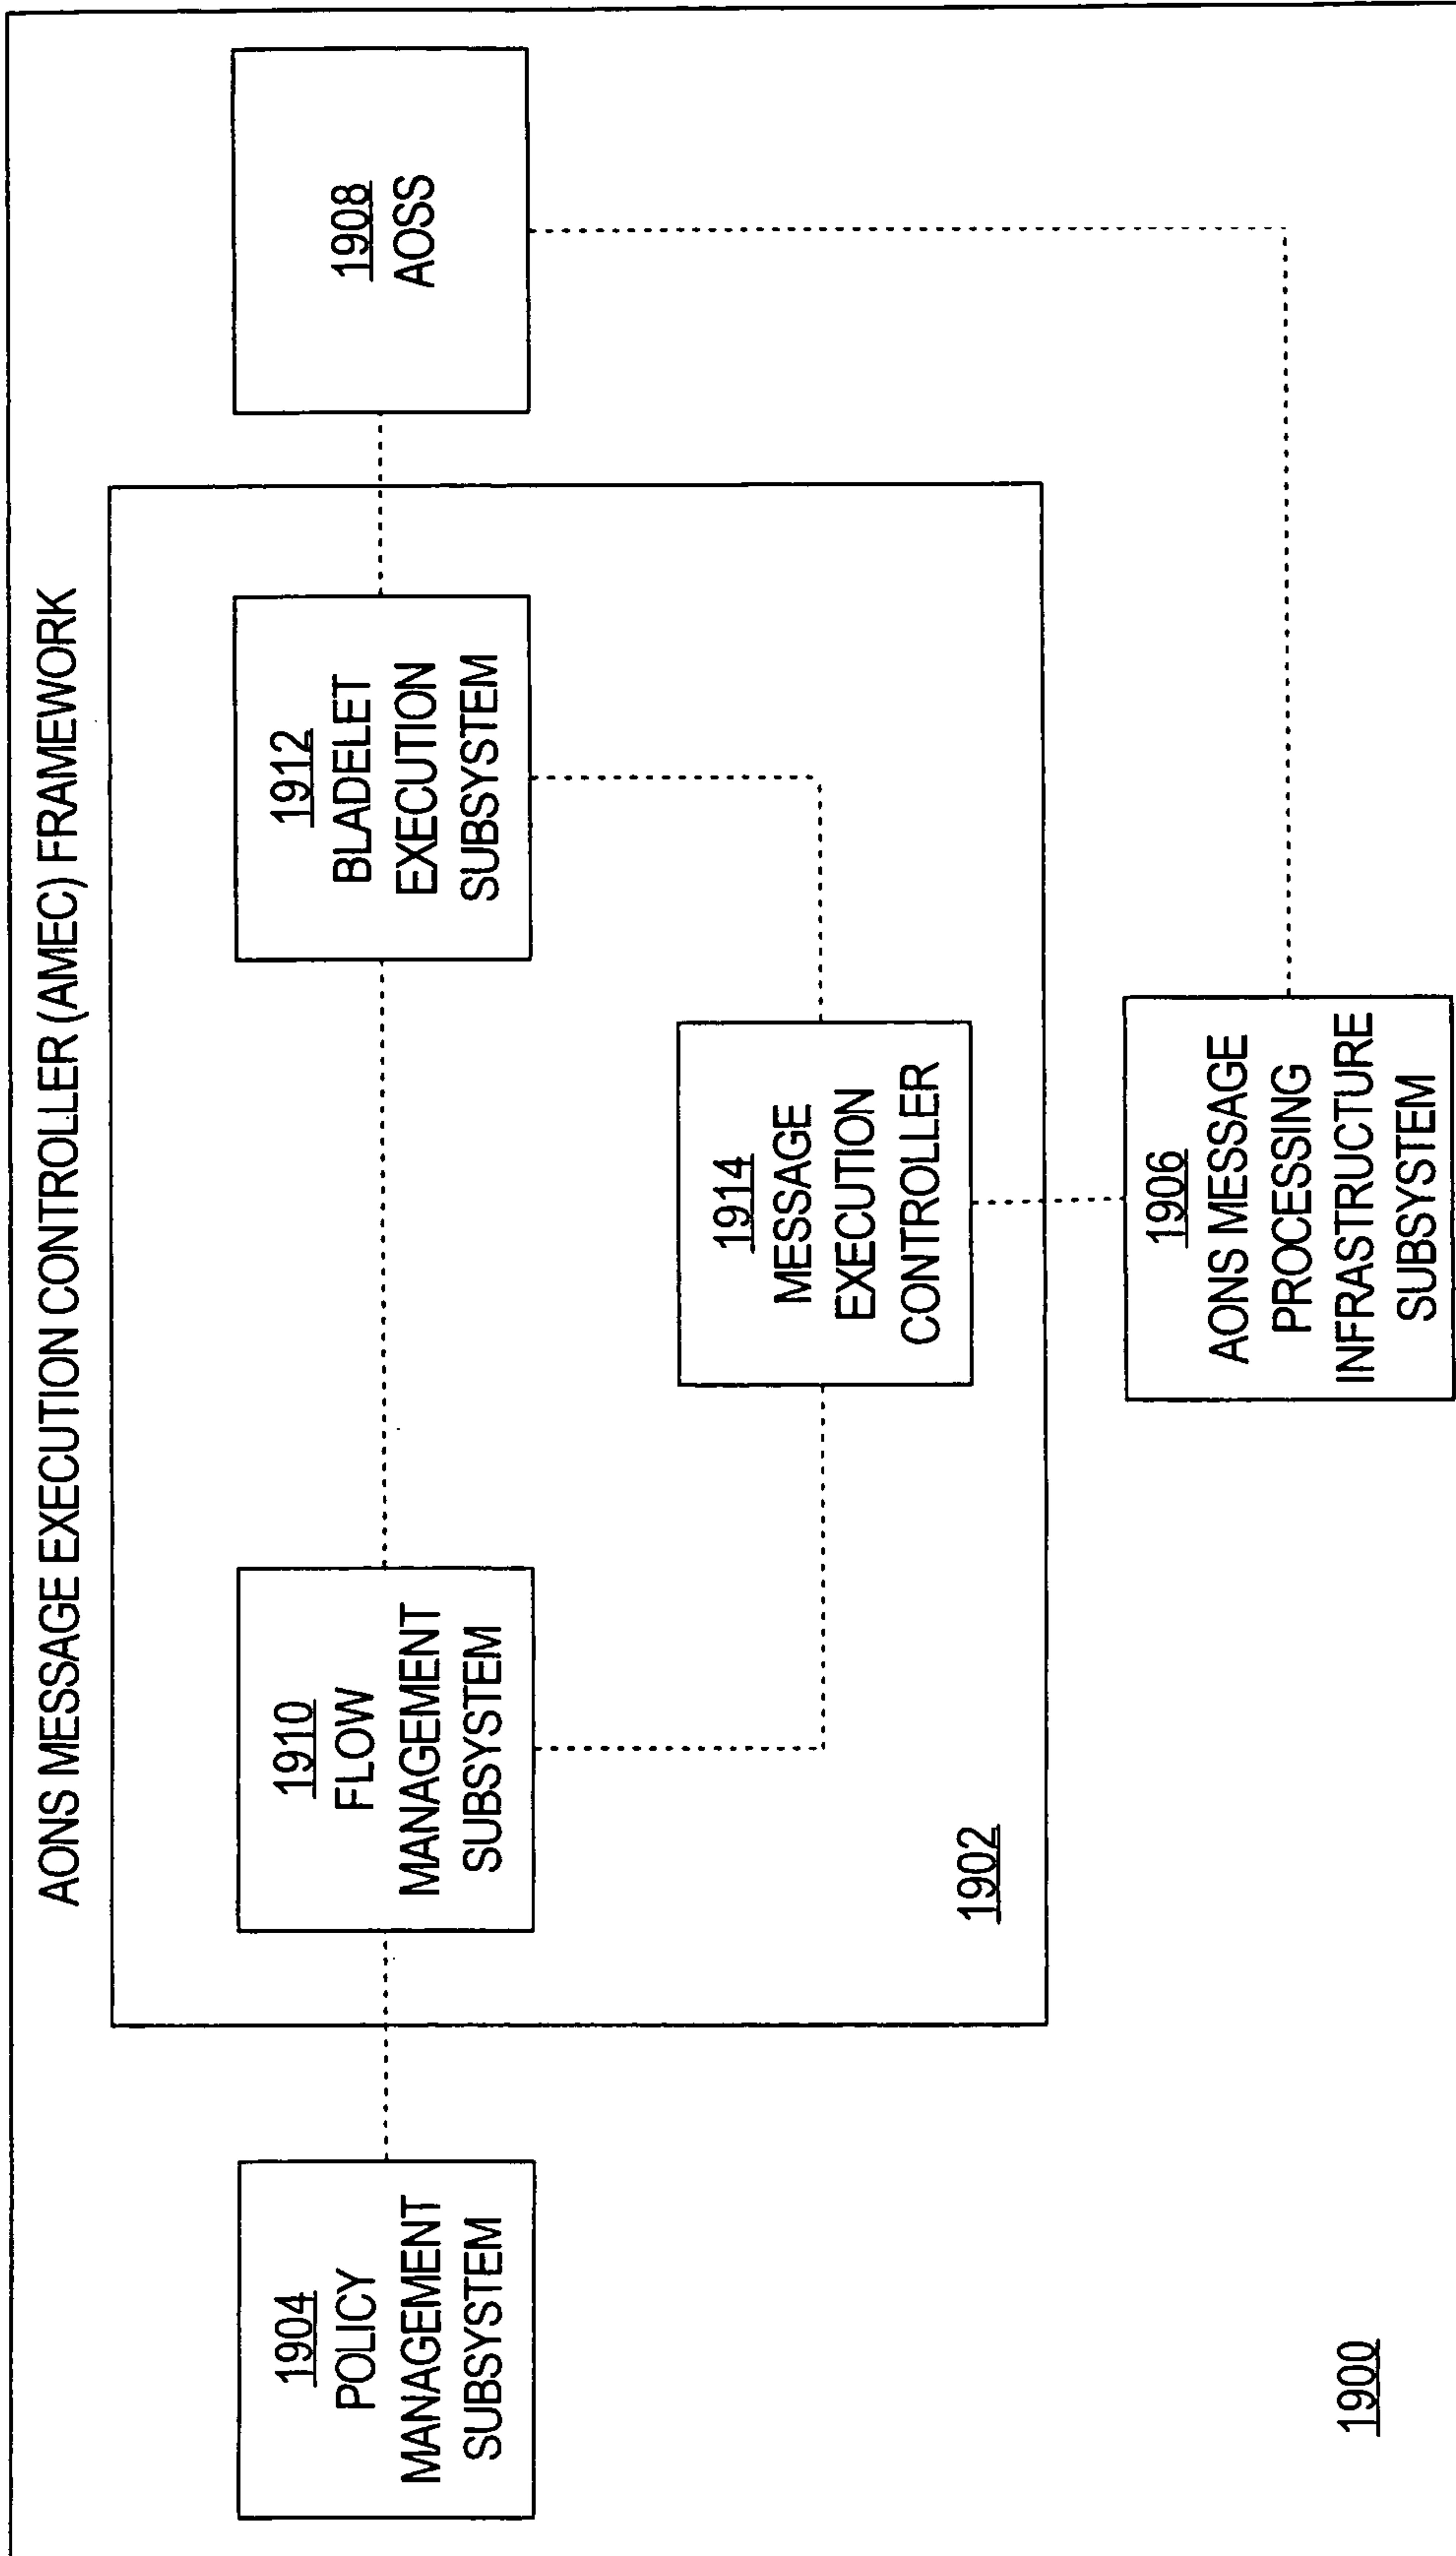 AONS MESSAGE EXECUTION CONTROLLER (AMEC) FRAMEWORK
1904
POLICY
MANAGEMENT
SUBSYSTEM
1910
FLOW
MANAGEMENT
SUBSYSTEM
1912
BLADELET
EXECUTION
SUBSYSTEM
1908
AOSS
1914
MESSAGE
EXECUTION
CONTROLLER
1902
1906
AONS MESSAGE
PROCESSING
INFRASTRUCTURE
SUBSYSTEM
1900